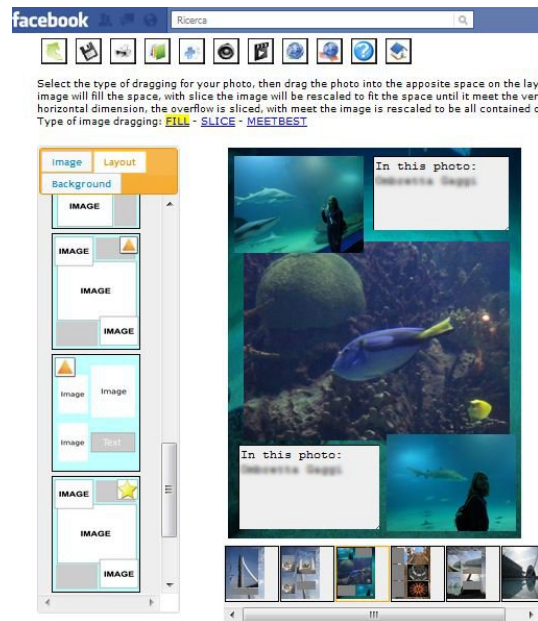 facebook
Ricerca
Select the type of dragging for your photo, then drag the photo into the apposite space on the lay
image will fill the space, with slice the image will be rescaled to fit the space until it meet the ver
horizontal dimension, the overflow is sliced, with meet the image is rescaled to be all contained
Type of image dragging: FILL - SLICE - MEETBEST
Image Layout
Background
IMAGE
IMAGE
IMAGE
IMAGE
Image
Image
Image
Text
IMAGE
IMAGE
IMAGE
In this photo:
In this photo: